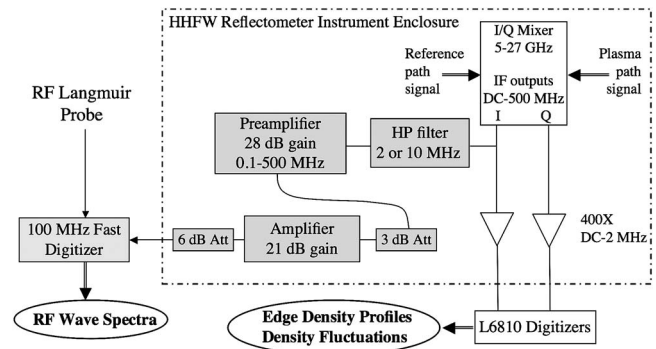 HHFW Reflectometer Instrument Enclosure
I/Q Mixer
5-27 GHz
IF outputs
DC-500 MHz
I Q
Reference
path
signal
Plasma
path
signal
RF Langmuir
Probe
Preamplifier
28 dB gain
0.1-500 MHz
HP filter
2 or 10 MHz
100 MHz Fast
Digitizer
6 dB Att
Amplifier
21 dB gain
3 dB Att
400X
DC-2 MHz
RF Wave Spectra
Edge Density Profiles
Density Fluctuations
L6810 Digitizers